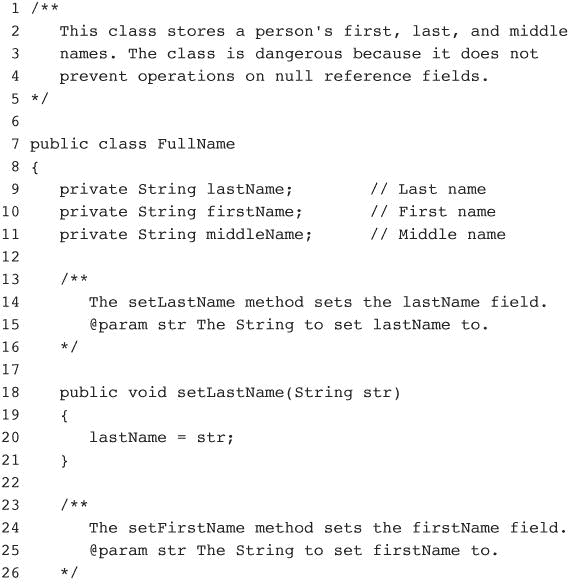 1 /**
2    This class stores a person's first, last, and middle
3    names. The class is dangerous because it does not
4    prevent operations on null reference fields.
5 */
6
7 public class FullName
8 {
9    private String lastName;        // Last name
10    private String firstName;       // First name
11    private String middleName;      // Middle name
12
13    /**
14       The setLastName method sets the lastName field.
15       @param str The String to set lastName to.
16    */
17
18    public void setLastName(String str)
19    {
20       lastName = str;
21    }
22
23    /**
24       The setFirstName method sets the firstName field.
25       @param str The String to set firstName to.
26    */